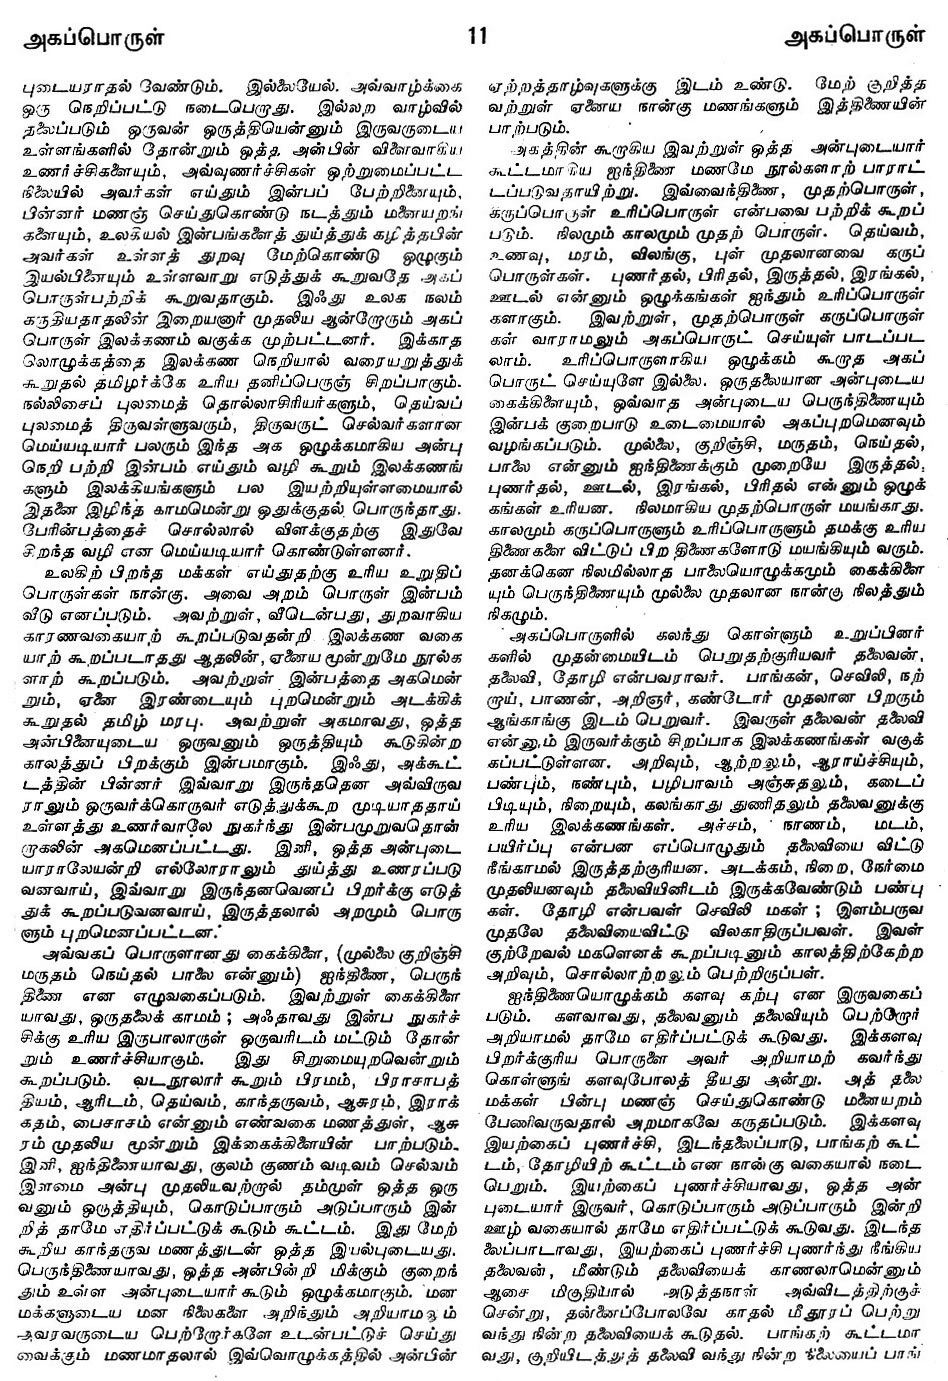 அகப்பொருள் 11 அகப்பொருள்
புடையராதல் வேண்டும். இல்லையேல். அவ்வாழ்க்கை
ஒரு நெறிப்பட்டு நடைபெறாது. இல்லற வாழ்வில்
தலைப்படும் ஒருவன் ஒருத்தியென்னும் இருவருடைய
உள்ளங்களில் தோன்றும் ஒத்த அன்பின் விளைவாகிய
உணர்ச்சிகளையும், அவ்வுணர்ச்சிகள் ஒற்றுமைப்பட்ட
நிலையில் அவர்கள் எய்தும் இன்பப் பேற்றினையும்,
பின்னர் மணஞ் செய்துகொண்டு நடத்தும் மனையறங்
களையும், உலகியல் இன்பங்களைத் துய்த்துக் கழித்தபின்
அவர்கள் உள்ளத் துறவு மேற்கொண்டு ஒழுகும்
இயல்பினையும் உள்ளவாறு எடுத்துக் கூறுவதே அகப்
பொருள்பற்றிக் கூறுவதாகும். இஃது உலக நலம்
கருதியதாதலின் இறையனார் முதலிய ஆன்றோரும் அகப்
பொருள் இலக்கணம் வகுக்க முற்பட்டனர். இக்காத
லொழுக்கத்தை இலக்கண நெறியால் வரையறுத்துக்
கூறுதல் தமிழர்க்கே உரிய தனிப்பெருஞ் சிறப்பாகும்.
நல்லிசைப் புலமைத் தொல்லாசிரியர்களும், தெய்வப்
புலமைத் திருவள்ளுவரும், திருவருட் செல்வர்களான
மெய்யடியார் பலரும் இந்த அக ஒழுக்கமாகிய அன்பு
நெறி பற்றி இன்பம் எய்தும் வழி கூறும் இலக்கணங்
களும் இலக்கியங்களும் பல இயற்றியுள்ளமையால்
இதனை இழிந்த காமமென்று ஒதுக்குதல் பொருந்தாது.
பேரின்பத்தைச் சொல்லால் விளக்குதற்கு இதுவே
சிறந்த வழி என மெய்யடியார் கொண்டுள்ளனர்.
உலகிற் பிறந்த மக்கள் எய்துதற்கு உரிய உறுதிப்
பொருள்கள் நான்கு. அவை அறம் பொருள் இன்பம்
வீடு எனப்படும். அவற்றுள், வீடென்பது, துறவாகிய
காரணவகையாற் கூறப்படுவதன்றி இலக்கண வகை
யாற் கூறப்படாதது ஆதலின், ஏனைய மூன்றுமே நூல்க
ளாற் கூறப்படும். அவற்றுள் இன்பத்தை அகமென்
றும், ஏனை இரண்டையும் புறமென்றும் அடக்கிக்
கூறுதல் தமிழ் மரபு. அவற்றுள் அகமாவது, ஒத்த
அன்பினையுடைய ஒருவனும் ஒருத்தியும் கூடுகின்ற
காலத்துப் பிறக்கும் இன்பமாகும். இஃது, அக்கூட்
டத்தின் பின்னர் இவ்வாறு இருந்ததென அவ்விருவ
ராலும் ஒருவர்க்கொருவர் எடுத்துக்கூற முடியாததாய்
உள்ளத்து உணர்வாலே நுகர்ந்து இன்பமுறுவதொன்
றாகலின் அகமெனப்பட்டது. இனி, ஒத்த அன்புடை
யாராலேயன்றி எல்லோராலும் துய்த்து உணரப்படு
வனவாய், இவ்வாறு இருந்தனவெனப் பிறர்க்கு எடுத்
துக் கூறப்படுவனவாய், இருத்தலால் அறமும் பொரு
ளும் புறமெனப்பட்டன.
அவ்வகப் பொருளானது கைக்கிளை, (முல்லை குறிஞ்சி
மருதம் நெய்தல் பாலை என்னும்) ஐந்திணை, பெருந்
திணை என எழுவகைப்படும். இவற்றுள் கைக்கிளை
யாவது, ஒருதலைக் காமம் ; அஃதாவது இன்ப நுகர்ச்
சிக்கு உரிய இருபாலாருள் ஒருவரிடம் மட்டும் தோன்
றும் உணர்ச்சியாகும். இது சிறுமையுறவென்றும்
கூறப்படும். வடநூலார் கூறும் பிரமம், பிராசாபத்
தியம், ஆரிடம், தெய்வம், காந்தருவம், ஆசுரம், இராக்
கதம், பைசாசம் என்னும் எண்வகை மணத்துள், ஆசு
ரம் முதலிய மூன்றும் இக்கைக்கிளையின் பாற்படும்.
இனி, ஐந்திணையாவது, குலம் குணம் வடிவம் செல்வம்
இளமை அன்பு முதலியவற்றால் தம்முள் ஒத்த ஒரு
வனும் ஒருத்தியும், கொடுப்பாரும் அடுப்பாரும் இன்
றித் தாமே எதிர்ப்பட்டுக் கூடும் கூட்டம். இது மேற்
கூறிய காந்தருவ மணத்துடன் ஒத்த இயல்புடையது.
பெருந்திணையாவது, ஒத்த அன்பின்றி மிக்கும் குறைந்
தும் உள்ள அன்புடையார் கூடும் ஒழுக்கமாகும். மண
மக்களுடைய மன நிலைகளை அறிந்தும் அறியாமலும்
அவரவருடைய பெற்றோர்களே உடன்பட்டுச் செய்து
வைக்கும் மணமாதலால் இவ்வொழுக்கத்தில் அன்பின்
ஏற்றத்தாழ்வுகளுக்கு இடம் உண்டு. மேற் குறித்த
வற்றுள் ஏனைய நான்கு மணங்களும் இத்திணையின்
பாற்படும்.
அகத்தின் கூறாகிய இவற்றுள் ஒத்த அன்புடையார்
கூட்டமாகிய ஐந்திணை மணமே நூல்களாற் பாராட்
டப்படுவதாயிற்று. இவ்வைந்திணை, முதற்பொருள்,
கருப்பொருள் உரிப்பொருள் என்பவை பற்றிக் கூறப்
படும். நிலமும் காலமும் முதற் பொருள். தெய்வம்,
உணவு, மரம், விலங்கு, புள் முதலானவை கருப்
பொருள்கள். புணர்தல், பிரிதல், இருத்தல், இரங்கல்,
ஊடல் என்னும் ஒழுக்கங்கள் ஐந்தும் உரிப்பொருள்
களாகும். இவற்றுள், முதற்பொருள் கருப்பொருள்
கள் வாராமலும் அகப்பொருட் செய்யுள் பாடப்பட
லாம். உரிப்பொருளாகிய ஒழுக்கம் கூறாத அகப்
பொருட் செய்யுளே இல்லை. ஒருதலையான அன்புடைய
கைக்கிளையும், ஒவ்வாத அன்புடைய பெருந்திணையும்
இன்பக் குறைபாடு உடைமையால் அகப்புறமெனவும்
வழங்கப்படும். முல்லை, குறிஞ்சி, மருதம், நெய்தல்,
பாலை என்னும் ஐந்திணைக்கும் முறையே இருத்தல்,
புணர்தல், ஊடல், இரங்கல், பிரிதல் என்னும் ஒழுக்
கங்கள் உரியன. நிலமாகிய முதற்பொருள் மயங்காது.
காலமும் கருப்பொருளும் உரிப்பொருளும் தமக்கு உரிய
திணைகளை விட்டுப் பிற திணைகளோடு மயங்கியும் வரும்.
தனக்கென நிலமில்லாத பாலையொழுக்கமும் கைக்கிளை
யும் பெருந்திணையும் முல்லை முதலான நான்கு நிலத்தும்
நிகழும்.
அகப்பொருளில் கலந்து கொள்ளும் உறுப்பினர்
களில் முதன்மையிடம் பெறுதற்குரியவர் தலைவன்,
தலைவி, தோழி என்பவராவர். பாங்கன், செவிலி, நற்
றாய், பாணன், அறிஞர், கண்டோர் முதலான பிறரும்
ஆங்காங்கு இடம் பெறுவர். இவருள் தலைவன் தலைவி
என்னும் இருவர்க்கும் சிறப்பாக இலக்கணங்கள் வகுக்
கப்பட்டுள்ளன. அறிவும், ஆற்றலும், ஆராய்ச்சியும்,
பண்பும், நண்பும், பழிபாவம் அஞ்சுதலும், கடைப்
பிடியும், நிறையும், கலங்காது துணிதலும் தலைவனுக்கு
உரிய இலக்கணங்கள். அச்சம், நாணம், மடம்,
பயிர்ப்பு என்பன எப்பொழுதும் தலைவியை விட்டு
நீங்காமல் இருத்தற்குரியன. அடக்கம், நிறை, நேர்மை
முதலியனவும் தலைவியினிடம் இருக்கவேண்டும் பண்பு
கள். தோழி என்பவள் செவிலி மகள் ; இளம்பருவ
முதலே தலைவியைவிட்டு விலகாதிருப்பவள். இவள்
குற்றேவல் மகளெனக் கூறப்படினும் காலத்திற்கேற்ற
அறிவும், சொல்லாற்றலும் பெற்றிருப்பள்.
ஐந்திணையொழுக்கம் களவு கற்பு என இருவகைப்
படும். களவாவது, தலைவனும் தலைவியும் பெற்றோர்
அறியாமல் தாமே எதிர்ப்பட்டுக் கூடுவது. இக்களவு
பிறர்க்குரிய பொருளை அவர் அறியாமற் கவர்ந்து
கொள்ளுங் களவுபோலத் தீயது அன்று. அத் தலை
மக்கள் பின்பு மணஞ் செய்துகொண்டு மனையறம்
பேணிவருவதால் அறமாகவே கருதப்படும். இக்களவு
இயற்கைப் புணர்ச்சி, இடந்தலைப்பாடு, பாங்கற் கூட்
டம், தோழியிற் கூட்டம் என நான்கு வகையால் நடை
பெறும். இயற்கைப் புணர்ச்சியாவது, ஒத்த அன்
புடையார் இருவர், கொடுப்பாரும் அடுப்பாரும் இன்றி
ஊழ் வகையால் தாமே எதிர்ப்பட்டுக் கூடுவது. இடந்த
லைப்பாடாவது, இயற்கைப் புணர்ச்சி புணர்ந்து நீங்கிய
தலைவன், மீண்டும் தலைவியைக் காணலாமென்னும்
ஆசை மிகுதியால் அடுத்தநாள் அவ்விடத்திற்குச்
சென்று, தன்னைப்போலவே காதல் மீதூரப் பெற்று
வந்து நின்ற தலைவியைக் கூடுதல். பாங்கற் கூட்டமா
வது, குறியிடத்துத் தலைவி வந்து நின்ற நிலையைப் பாங்